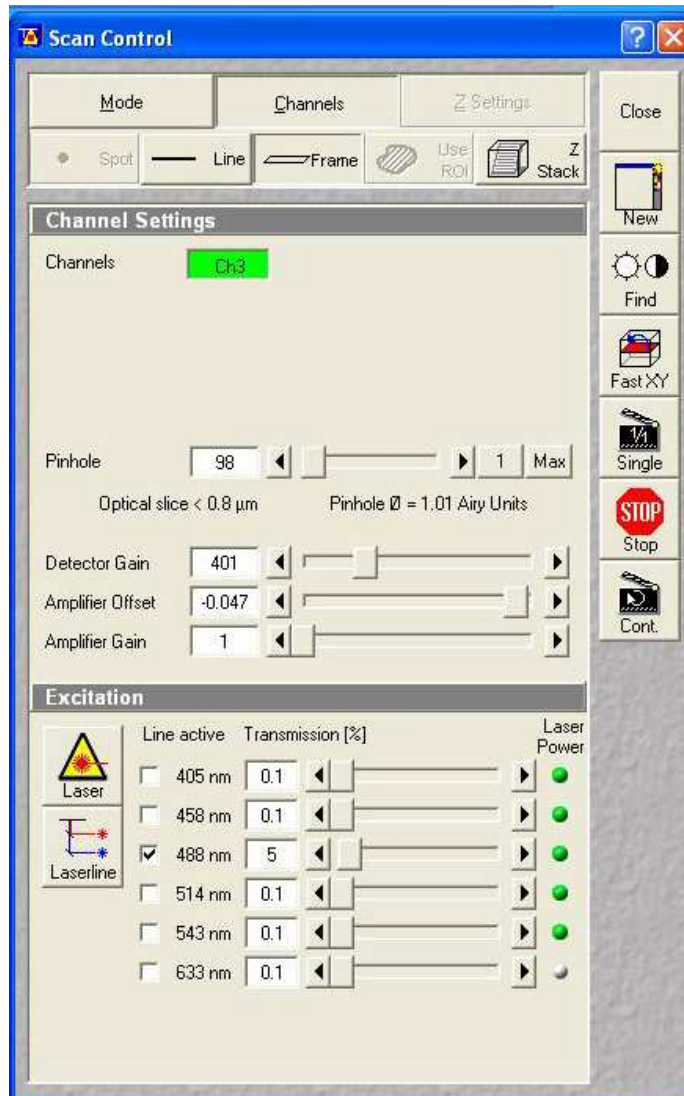 Scan Control
Mode Channels Z Settings Close
Spot Line Frame Use ROI Z Stack
New
Channel Settings
Channels Ch3
Find
Fast XY
Pinhole 98 1 Max
1/1
Single
Optical slice < 0.8 µm Pinhole Ø = 1.01 Airy Units
STOP
Stop
Detector Gain 401
Amplifier Offset -0.047
Cont.
Amplifier Gain 1
Excitation
Line active Transmission [%] Laser Power
Laser
405 nm 0.1
458 nm 0.1
Laserline
488 nm 5
514 nm 0.1
543 nm 0.1
633 nm 0.1